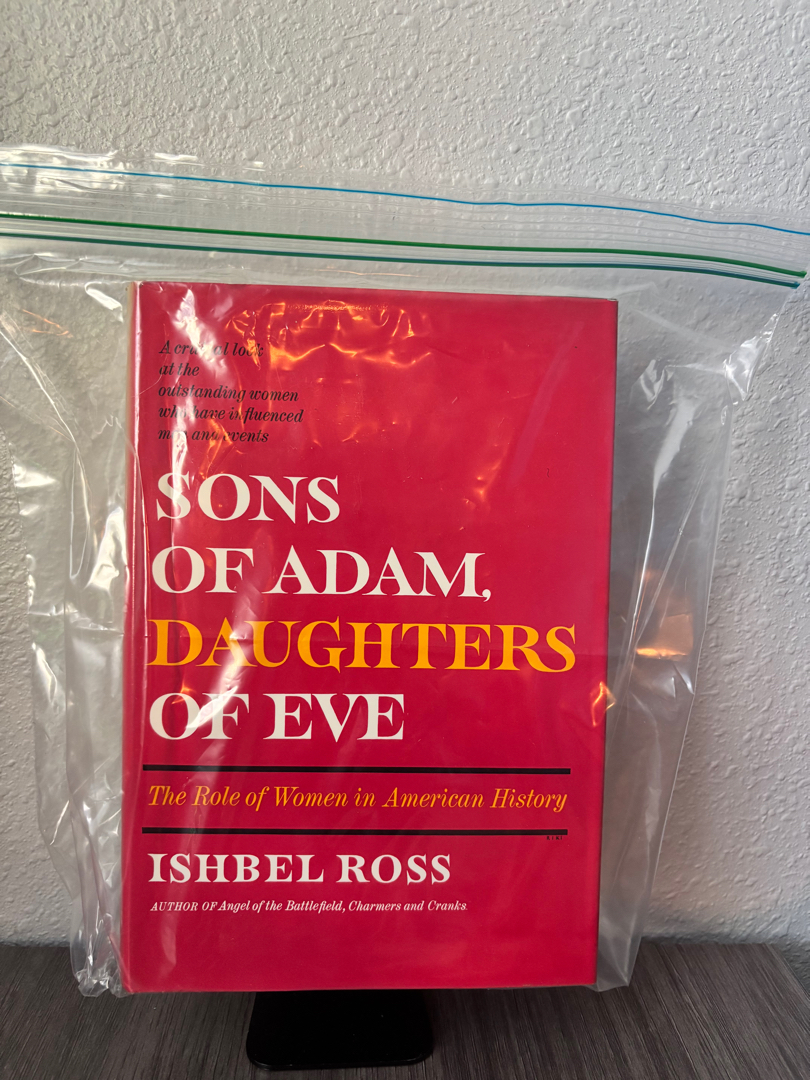 A critical look
at the
outstanding women
who have influenced
men and events
SONS
OF ADAM,
DAUGHTERS
OF EVE
The Role of Women in American History
ISHBEL ROSS
AUTHOR OF Angel of the Battlefield, Charmers and Cranks.